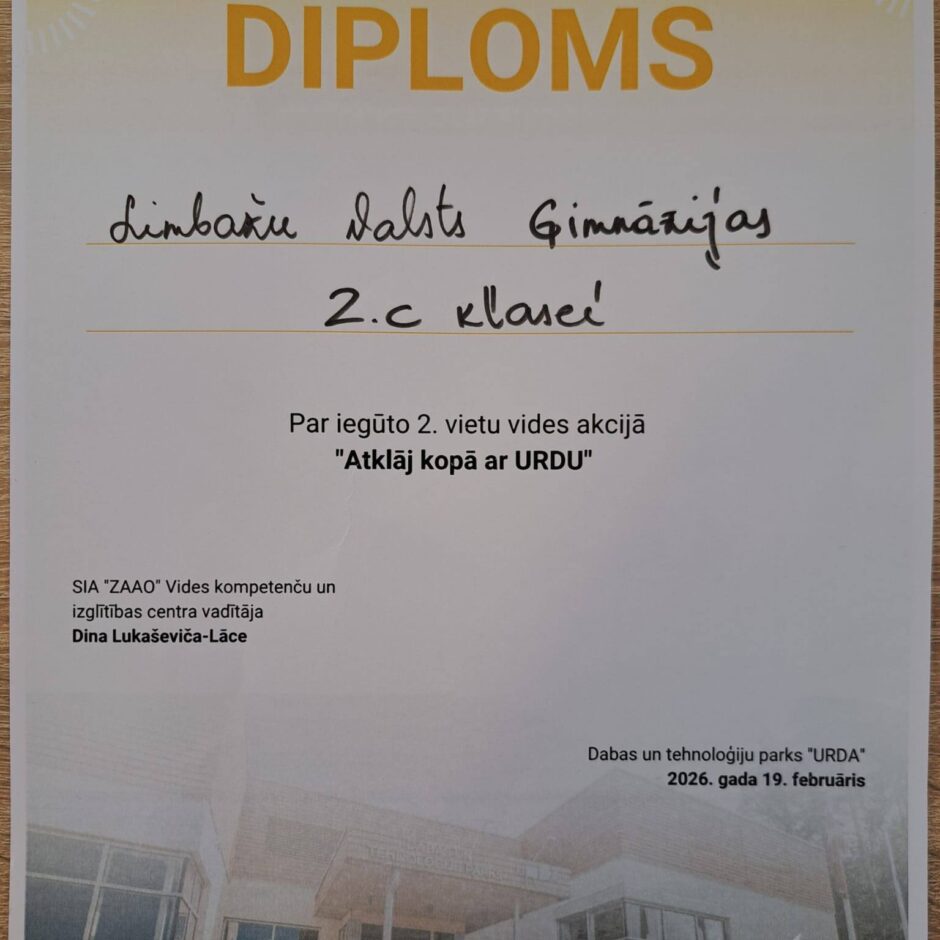 DIPLOMS
Limbažu Valsts Ģimnāzijas
2.c klasei
Par iegūto 2. vietu vides akcijā
"Atklāj kopā ar URDU"
SIA "ZAAO" Vides kompetenču un
izglītības centra vadītāja
Dina Lukaševiča-Lāce
Dabas un tehnoloģiju parks "URDA"
2026. gada 19. februāris